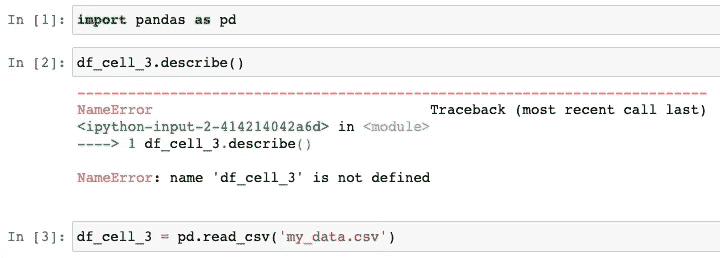 In [1]: import pandas as pd
In [2]: df_cell_3.describe()
---------------------------------------------------------------------------
NameError                                 Traceback (most recent call last)
<ipython-input-2-414214042a6d> in <module>
----> 1 df_cell_3.describe()
NameError: name 'df_cell_3' is not defined
In [3]: df_cell_3 = pd.read_csv('my_data.csv')